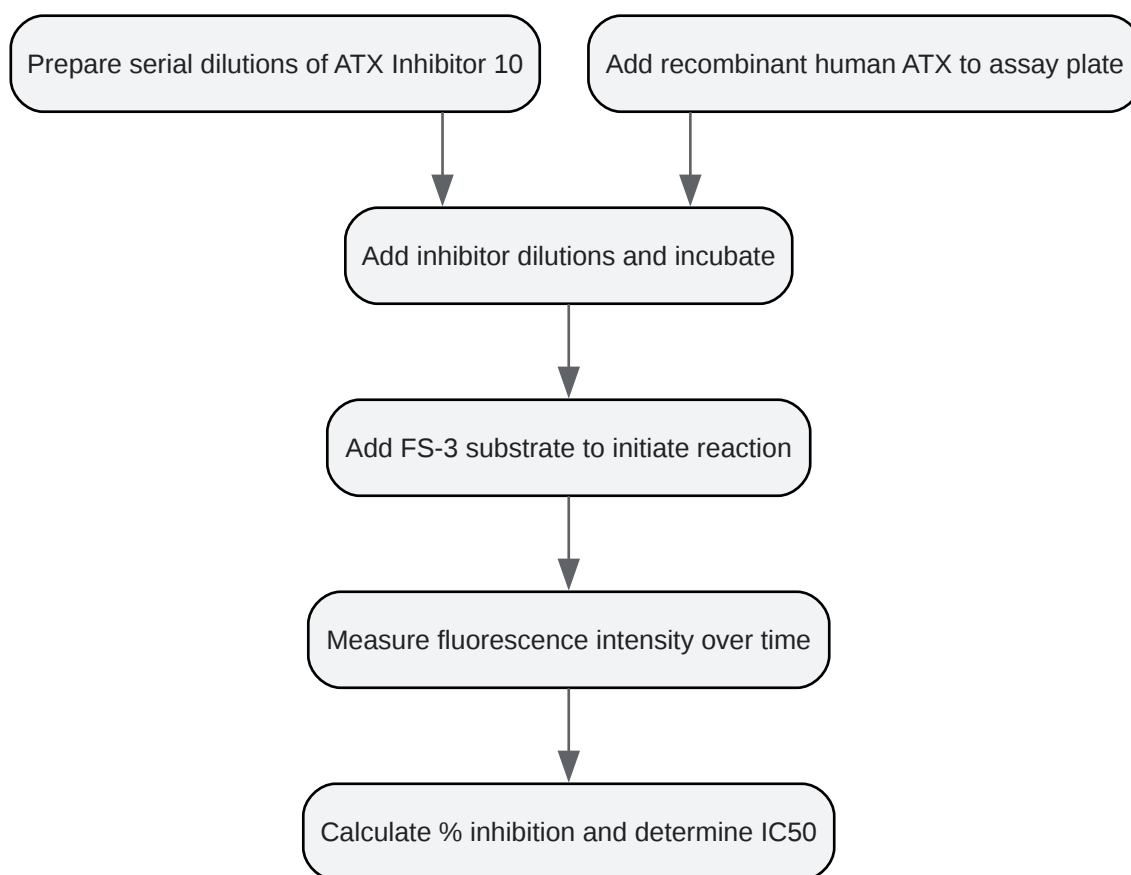 Prepare serial dilutions of ATX Inhibitor 10
Add recombinant human ATX to assay plate
Add inhibitor dilutions and incubate
Add FS-3 substrate to initiate reaction
Measure fluorescence intensity over time
Calculate % inhibition and determine IC50